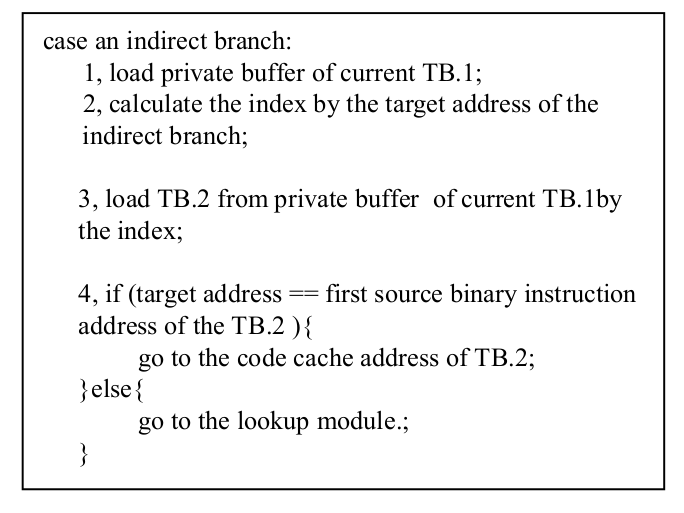 case an indirect branch:
1, load private buffer of current TB.1;
2, calculate the index by the target address of the
indirect branch;
3, load TB.2 from private buffer of current TB.1by
the index;
4, if (target address == first source binary instruction
address of the TB.2 ){
go to the code cache address of TB.2;
}else{
go to the lookup module.;
}